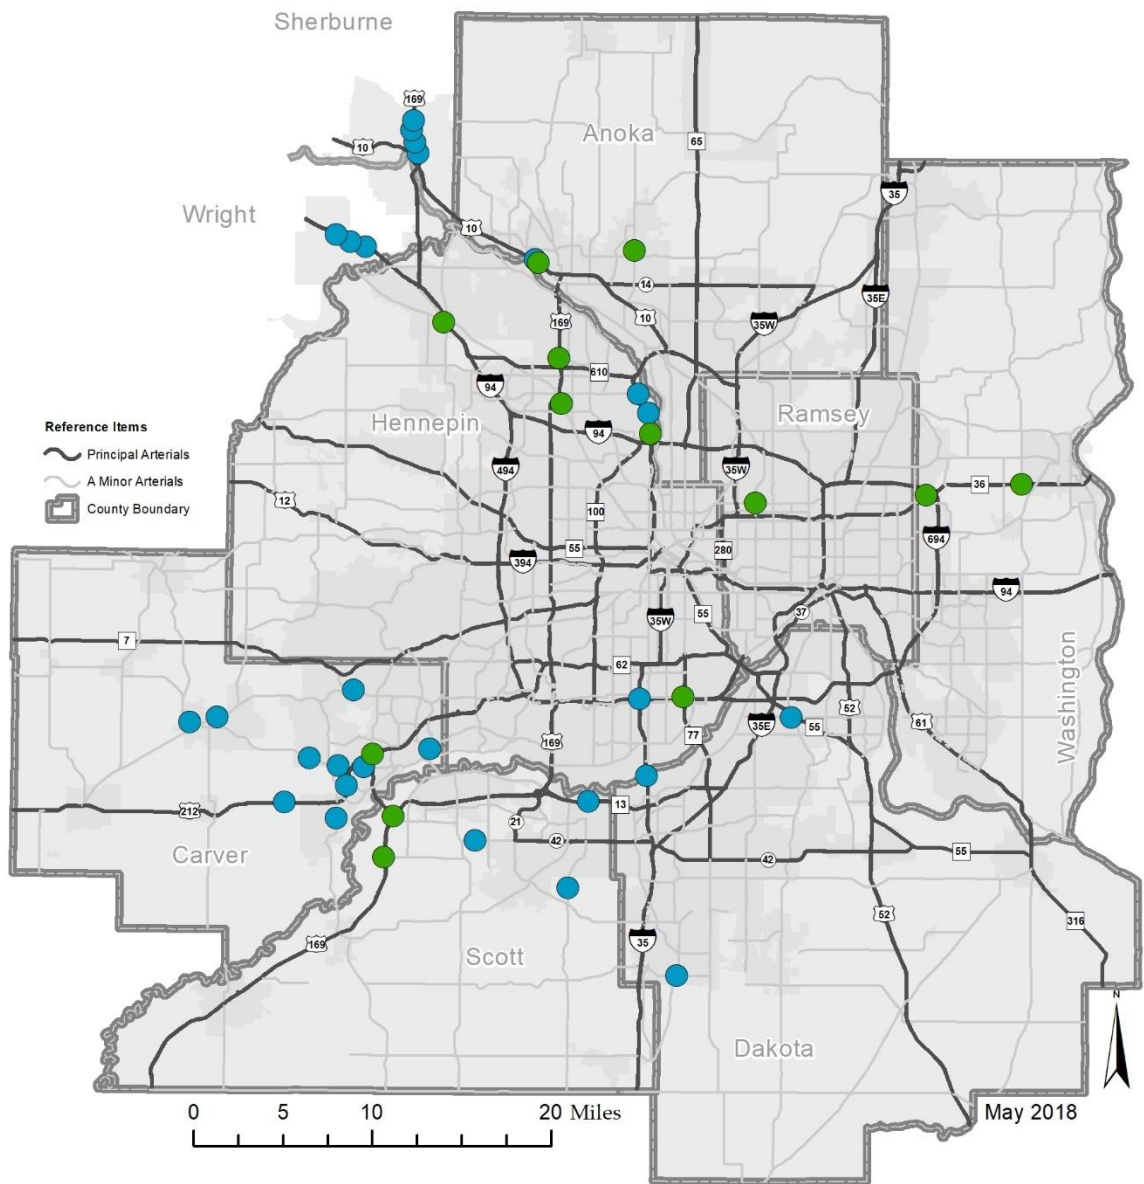 Sherburne
169
Anoka
10
65
35
Wright
10
14
35E
169
10
35W
610
94
Hennepin
Ramsey
Reference Items
Principal Arterials
A Minor Arterials
County Boundary
94
494
35W
36
12
100
694
55
280
394
94
35W
55
37
7
62
Washington
52
61
77
35E
55
169
212
13
21
42
42
55
Carver
52
316
169
35
Scott
N
Dakota
0 5 10 20 Miles
May 2018